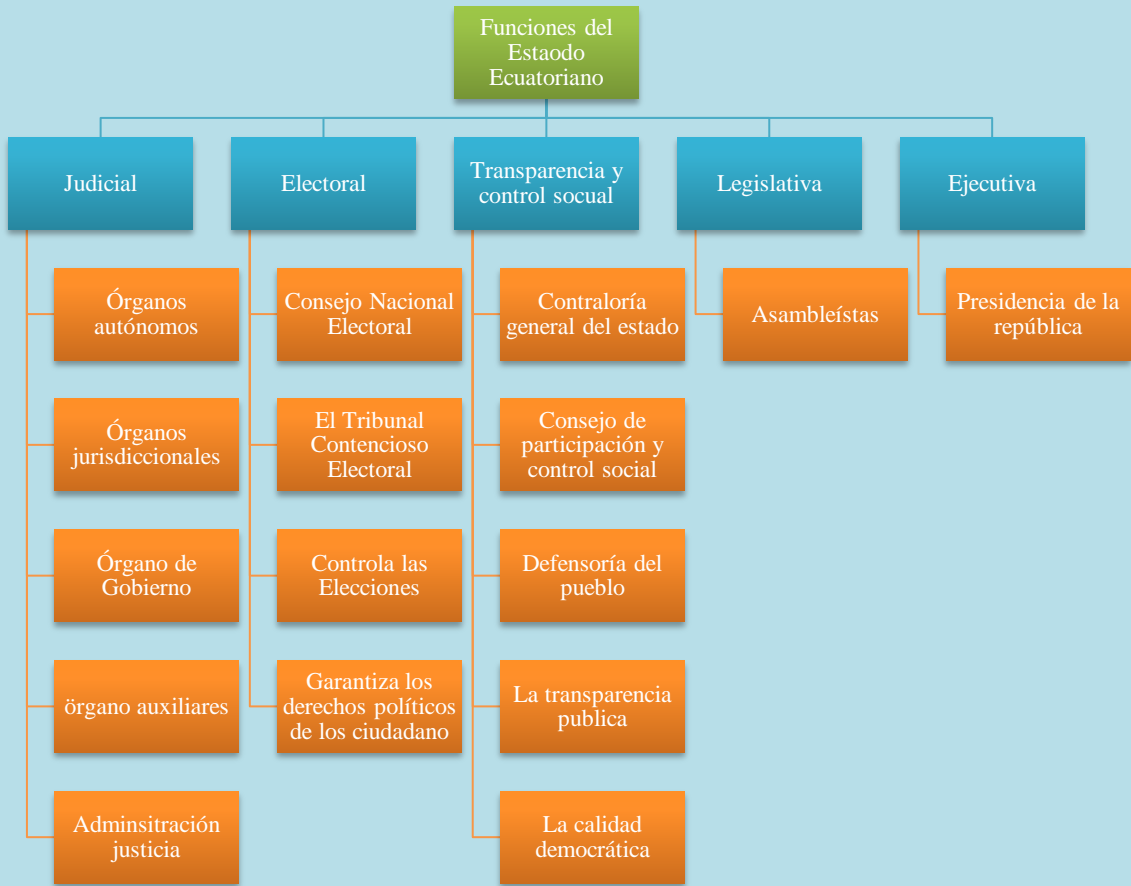 Funciones del
Estaodo
Ecuatoriano
Judicial
Electoral
Transparencia y
control socual
Legislativa
Ejecutiva
Órganos
autónomos
Órganos
jurisdiccionales
Órgano de
Gobierno
örgano auxiliares
Adminsitración
justicia
Consejo Nacional
Electoral
El Tribunal
Contencioso
Electoral
Controla las
Elecciones
Garantiza los
derechos políticos
de los ciudadano
Contraloría
general del estado
Consejo de
participación y
control social
Defensoría del
pueblo
La transparencia
publica
La calidad
democrática
Asambleístas
Presidencia de la
república